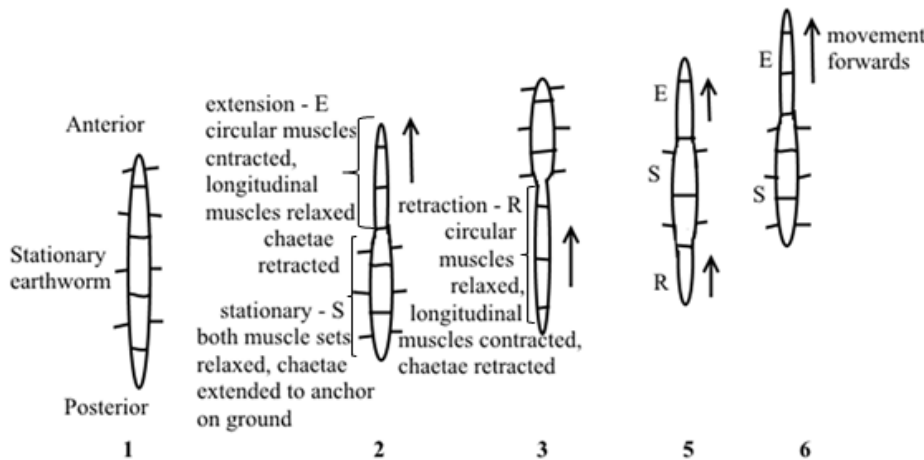 Anterior
Stationary
earthworm
Posterior
1
extension - E
circular muscles
cntracted,
longitudinal
muscles relaxed
chaetae
retracted
stationary - S
both muscle sets
relaxed, chaetae
extended to anchor
on ground
2
retraction - R
circular
muscles
relaxed,
longitudinal
muscles contracted,
chaetae retracted
3
E
S
R
5
E
S
movement
forwards
6